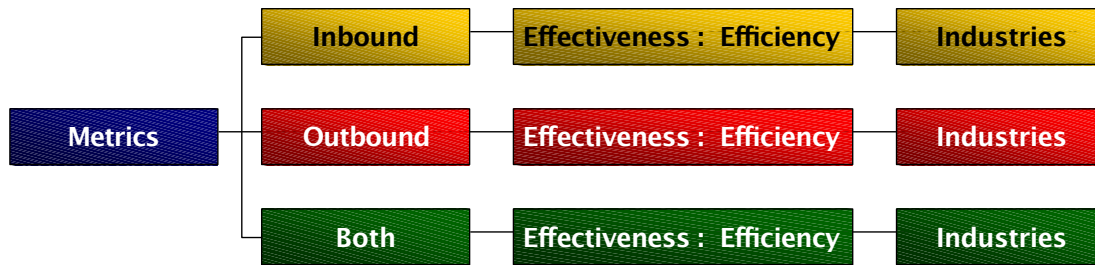 Inbound
Effectiveness : Efficiency
Industries
Metrics
Outbound
Effectiveness : Efficiency
Industries
Both
Effectiveness : Efficiency
Industries